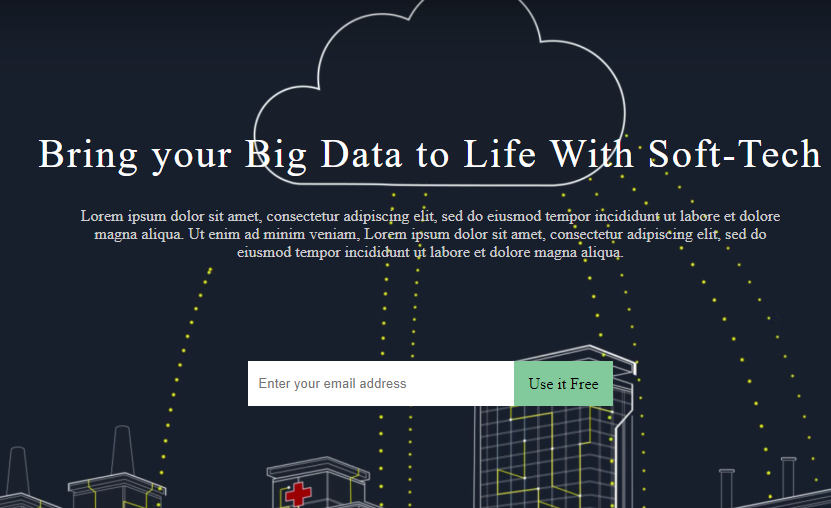 Bring your Big Data to Life With Soft-Tech
Lorem ipsum dolor sit amet, consectetur adipiscing elit, sed do eiusmod tempor incididunt ut labore et dolore
magna aliqua. Ut enim ad minim veniam, Lorem ipsum dolor sit amet, consectetur adipiscing elit, sed do
eiusmod tempor incididunt ut labore et dolore magna aliqua.
Enter your email address
Use it Free